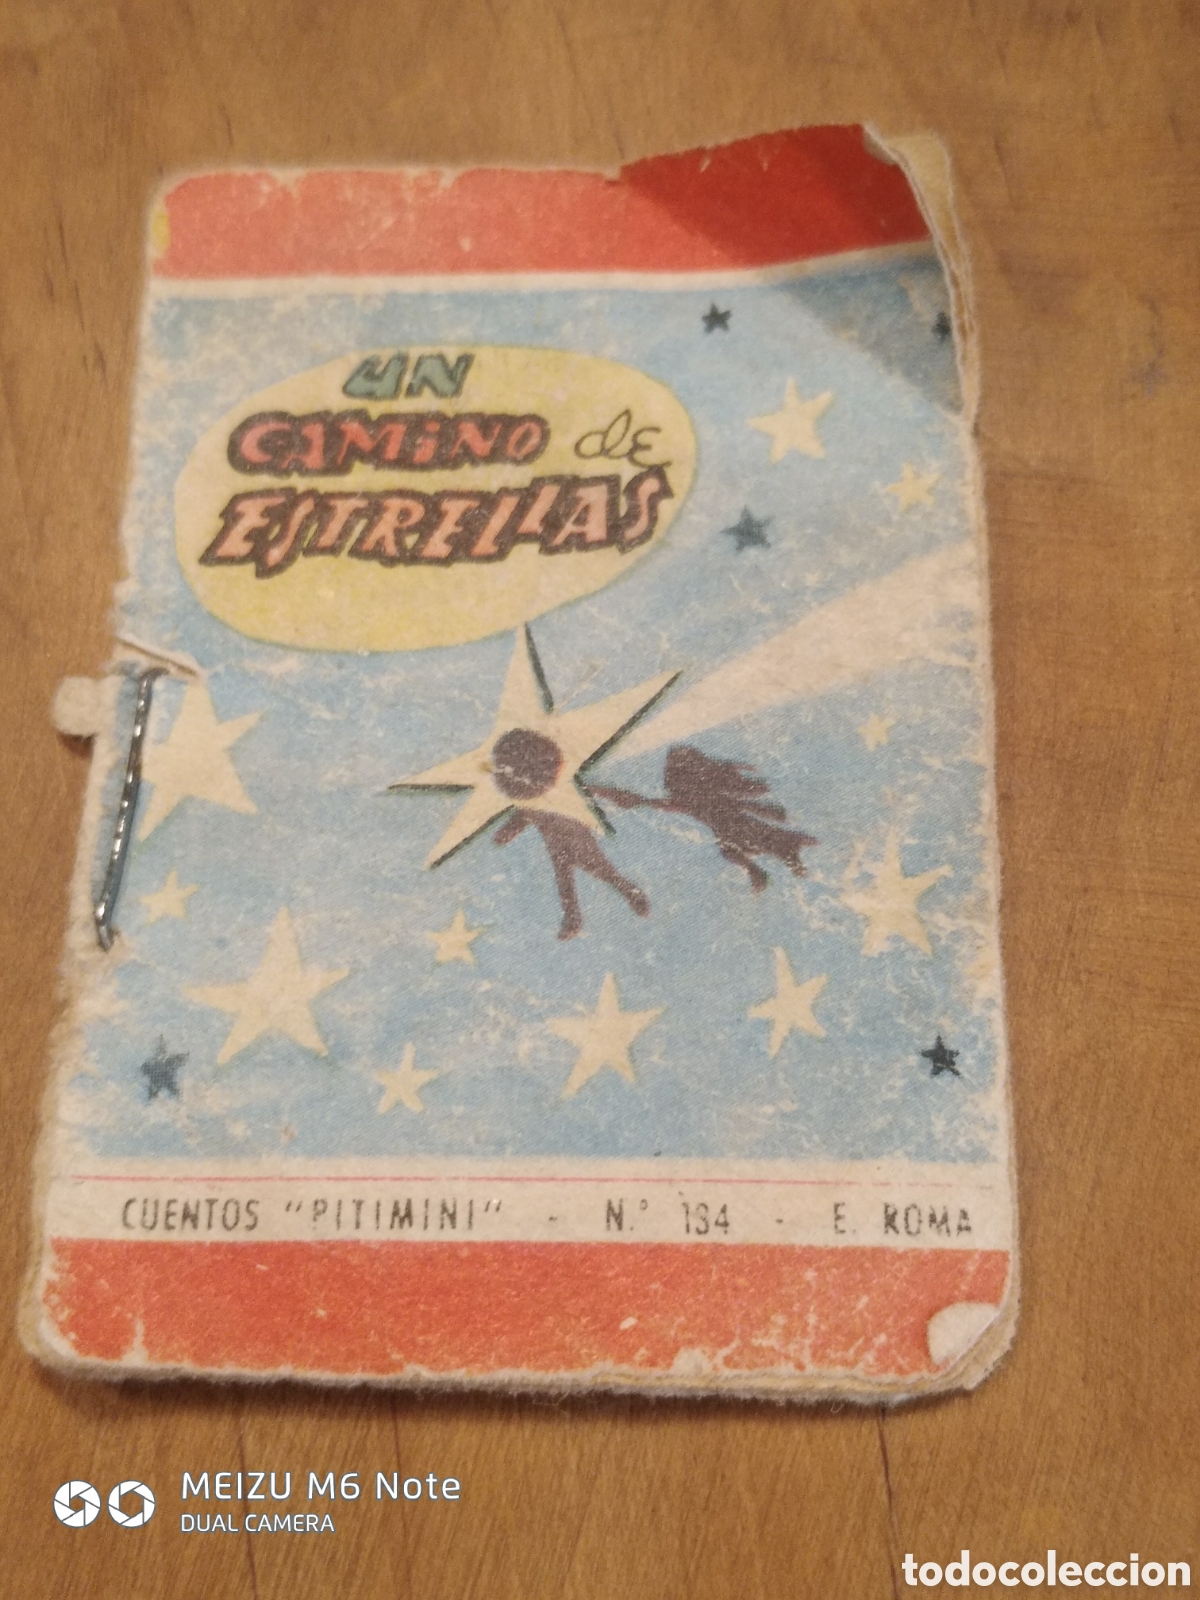 UN
CAMINO de
ESTRELLAS
CUENTOS "PITIMINI" - N.° 134 - E. ROMA
MEIZU M6 Note
DUAL CAMERA
todocoleccion